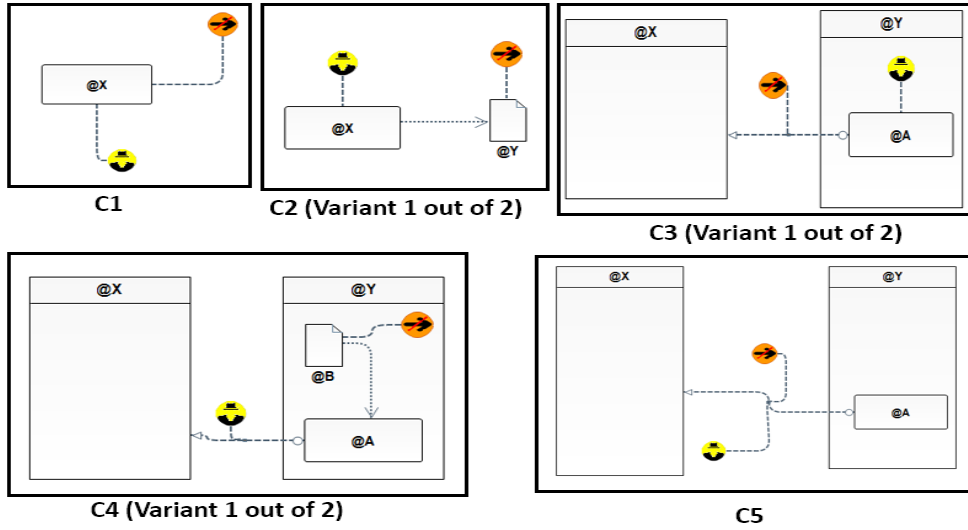 @X
C1
@X
@Y
C2 (Variant 1 out of 2)
@X
@Y
@A
C3 (Variant 1 out of 2)
@X
@Y
@B
@A
C4 (Variant 1 out of 2)
@X
@Y
@A
C5